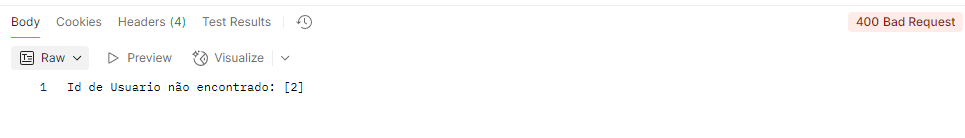 Body Cookies Headers (4) Test Results 400 Bad Request
Raw Preview Visualize
1 Id de Usuario não encontrado: [2]